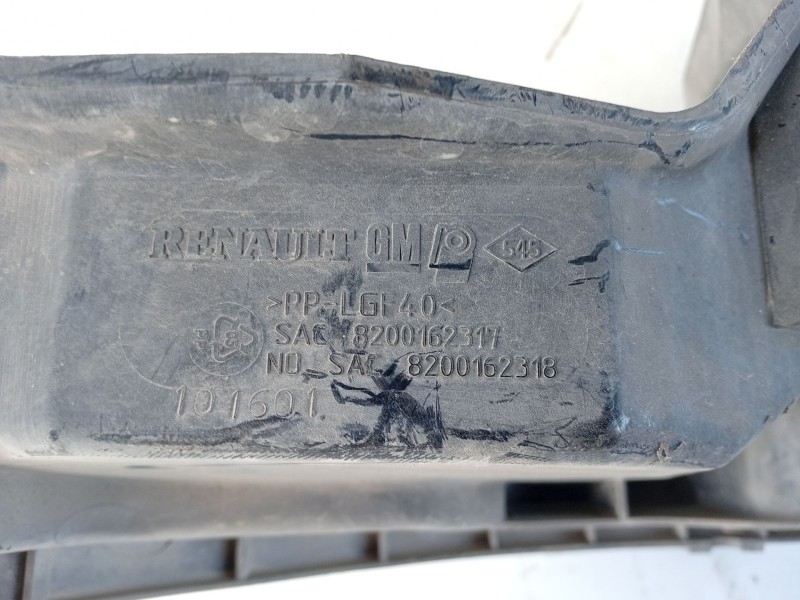 RENAULT GM 545
>PP-LGF40<
SAC 8200162317
NO SAC 8200162318
101601